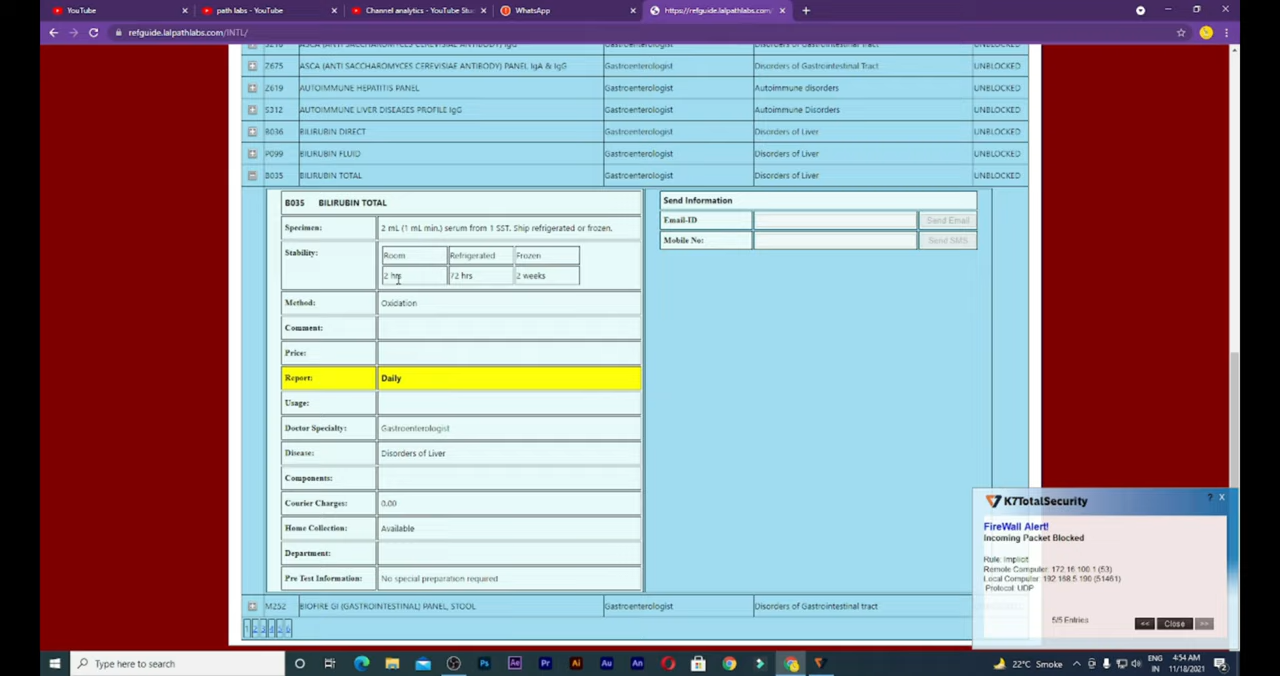 YouTube
path labs - YouTube
Channel analytics - YouTube Stu
WhatsApp
https://refguide.lalpathlabs.com/
refguide.lalpathlabs.com/INTL/
Z675 ASCA (ANTI SACCHAROMYCES CEREVISIAE ANTIBODY) PANEL IgA & IgG Gastroenterologist Disorders of Gastrointestinal Tract UNBLOCKED
Z619 AUTOIMMUNE HEPATITIS PANEL Gastroenterologist Autoimmune disorders UNBLOCKED
S312 AUTOIMMUNE LIVER DISEASES PROFILE IgG Gastroenterologist Autoimmune Disorders UNBLOCKED
B036 BILIRUBIN DIRECT Gastroenterologist Disorders of Liver UNBLOCKED
P099 BILIRUBIN FLUID Gastroenterologist Disorders of Liver UNBLOCKED
B035 BILIRUBIN TOTAL Gastroenterologist Disorders of Liver UNBLOCKED
B035 BILIRUBIN TOTAL
Specimen: 2 mL (1 mL min.) serum from 1 SST. Ship refrigerated or frozen.
Stability: Room Refrigerated Frozen
2 hrs 72 hrs 2 weeks
Method: Oxidation
Comment:
Price:
Report: Daily
Usage:
Doctor Specialty: Gastroenterologist
Disease: Disorders of Liver
Components:
Courier Charges: 0.00
Home Collection: Available
Department:
Pre Test Information: No special preparation required
Send Information
Email-ID Send Email
Mobile No: Send SMS
M252 BIOFIRE GI (GASTROINTESTINAL) PANEL, STOOL Gastroenterologist Disorders of Gastrointestinal tract
1 2 3 4 5 6
K7TotalSecurity ? X
FireWall Alert!
Incoming Packet Blocked
Rule: Implicit
Remote Computer: 172.16.100.1 (53)
Local Computer: 192.168.5.190 (51461)
Protocol: UDP
5/5 Entries
<< Close >>
Type here to search
22°C Smoke
ENG
IN
4:54 AM
11/18/2021